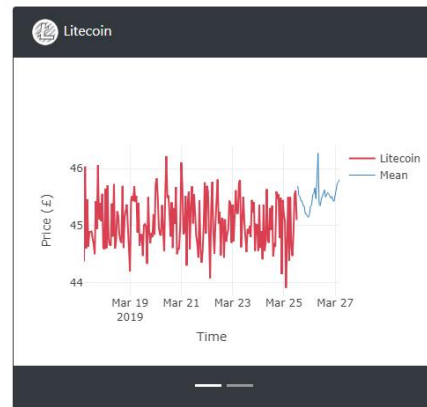 Litecoin
Litecoin
Mean
46
45
44
Price (£)
Mar 19
2019
Mar 21
Mar 23
Mar 25
Mar 27
Time